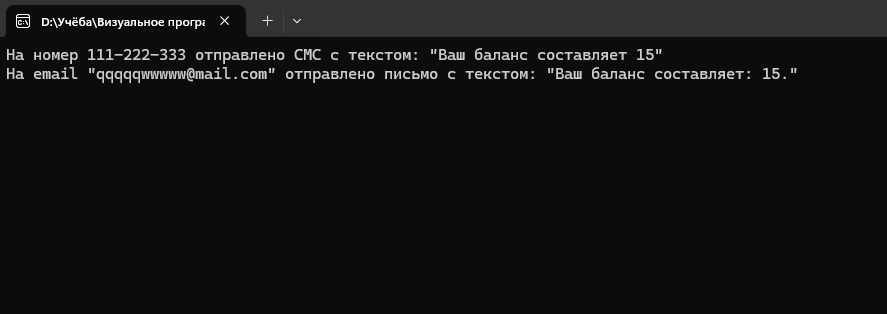 D:\Учёба\Визуальное програ
На номер 111-222-333 отправлено СМС с текстом: "Ваш баланс составляет 15"
На email "qqqqqwwwww@mail.com" отправлено письмо с текстом: "Ваш баланс составляет: 15."